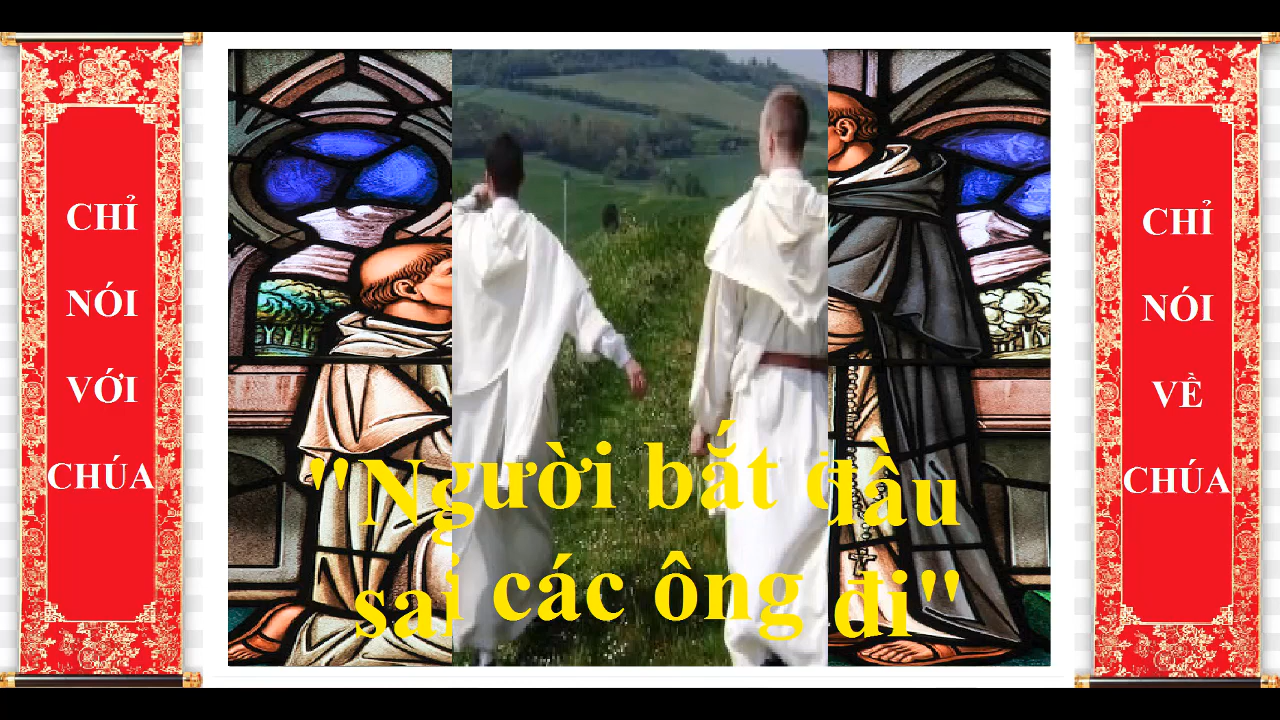 CHỈ
NÓI
VỚI
CHÚA
"Người bắt đầu
sai các ông đi"
CHỈ
NÓI
VỀ
CHÚA